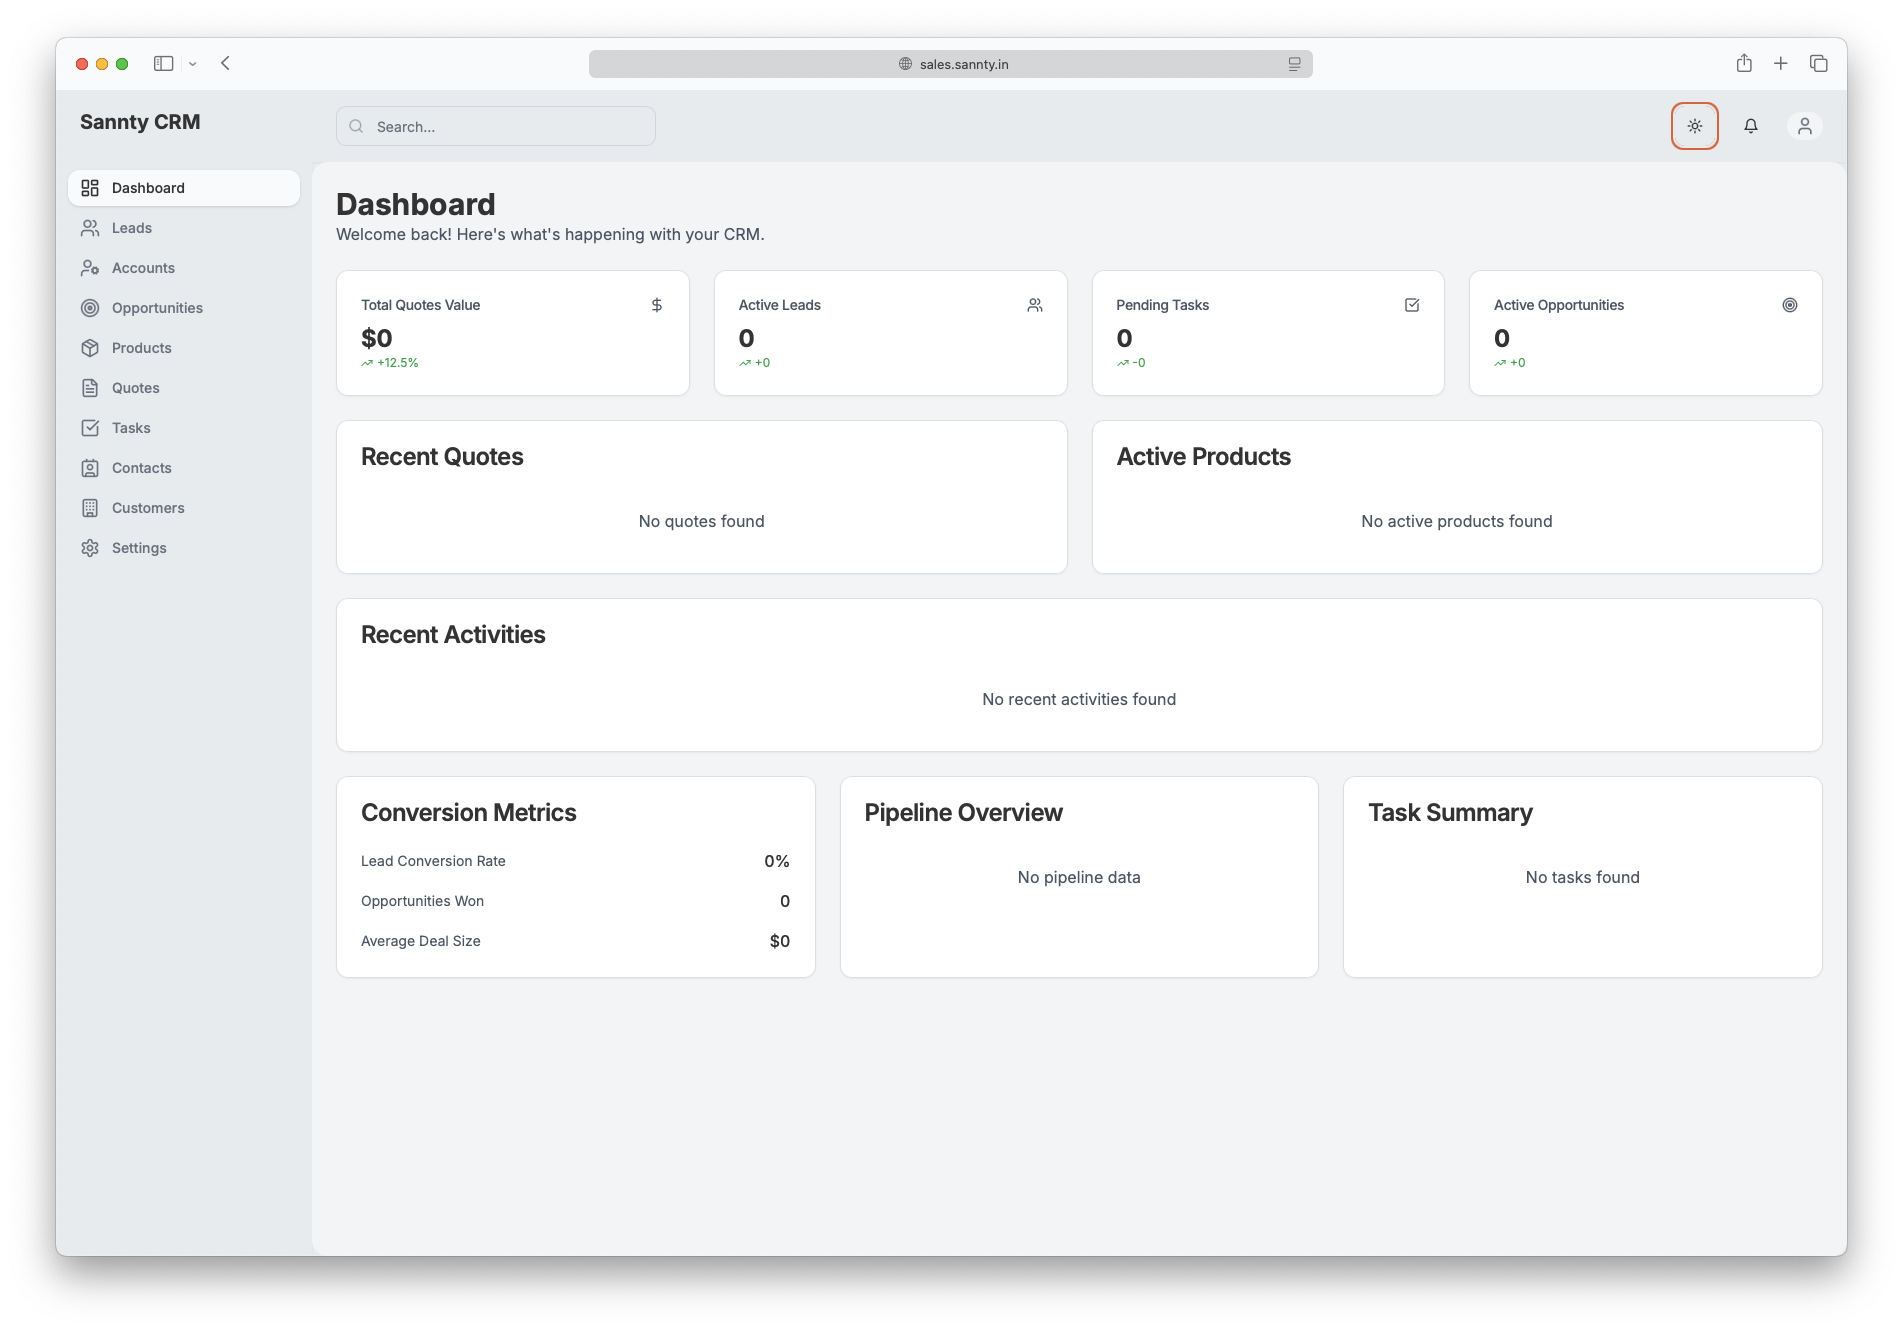 sales.sannty.in
Sannty CRM
Search...
Dashboard
Leads
Accounts
Opportunities
Products
Quotes
Tasks
Contacts
Customers
Settings
Dashboard
Welcome back! Here's what's happening with your CRM.
Total Quotes Value
$0
+12.5%
Active Leads
0
+0
Pending Tasks
0
-0
Active Opportunities
0
+0
Recent Quotes
No quotes found
Active Products
No active products found
Recent Activities
No recent activities found
Conversion Metrics
Lead Conversion Rate 0%
Opportunities Won 0
Average Deal Size $0
Pipeline Overview
No pipeline data
Task Summary
No tasks found